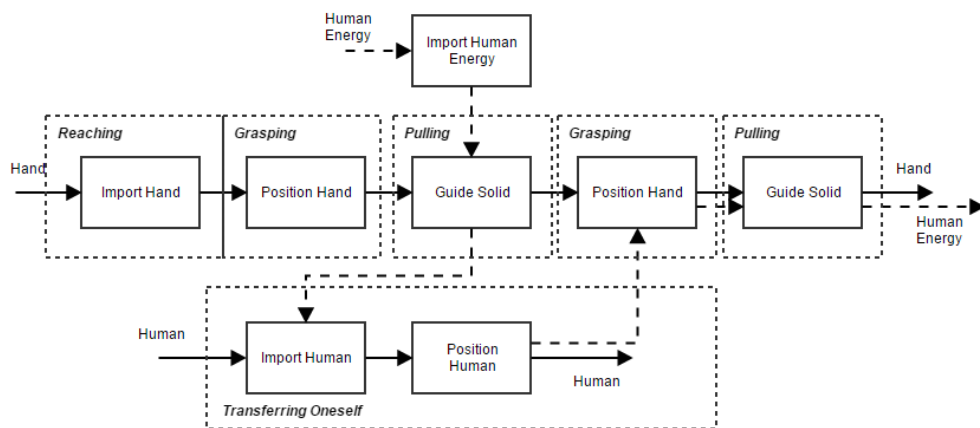 Human
Energy
Import Human
Energy
Reaching
Grasping
Pulling
Grasping
Pulling
Hand
Import Hand
Position Hand
Guide Solid
Position Hand
Guide Solid
Hand
Human
Energy
Human
Import Human
Position
Human
Human
Transferring Oneself